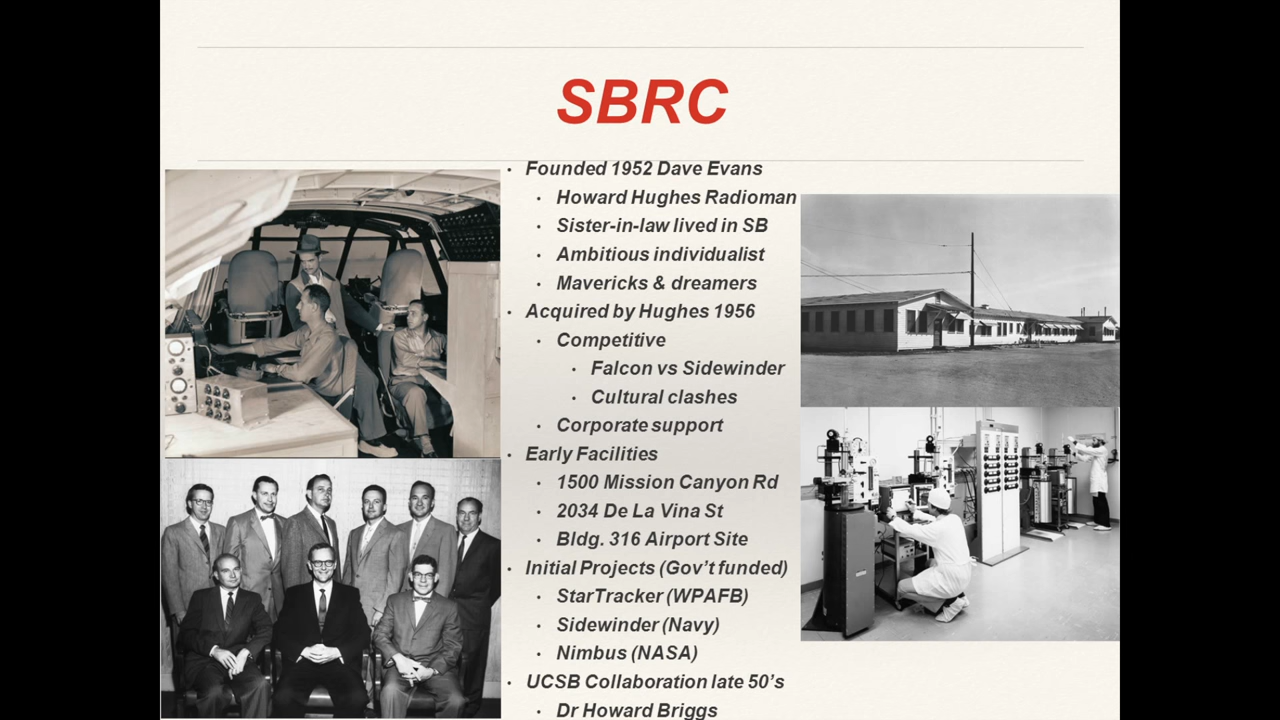 SBRC
Founded 1952 Dave Evans
Howard Hughes Radioman
Sister-in-law lived in SB
Ambitious individualist
Mavericks & dreamers
Acquired by Hughes 1956
Competitive
Falcon vs Sidewinder
Cultural clashes
Corporate support
Early Facilities
1500 Mission Canyon Rd
2034 De La Vina St
Bldg. 316 Airport Site
Initial Projects (Gov’t funded)
StarTracker (WPAFB)
Sidewinder (Navy)
Nimbus (NASA)
UCSB Collaboration late 50’s
Dr Howard Briggs